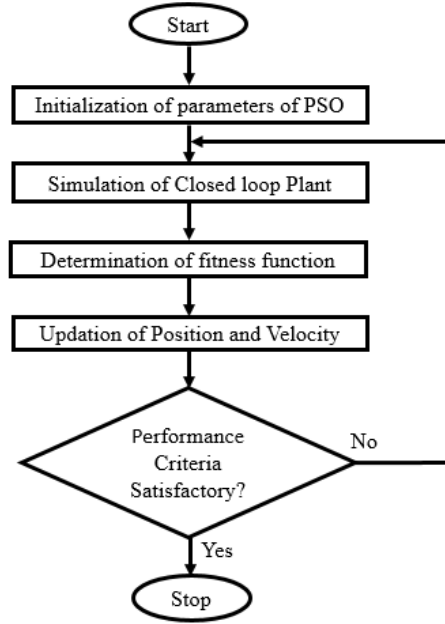 Start
Initialization of parameters of PSO
Simulation of Closed loop Plant
Determination of fitness function
Updation of Position and Velocity
Performance
Criteria
Satisfactory?
No
Yes
Stop